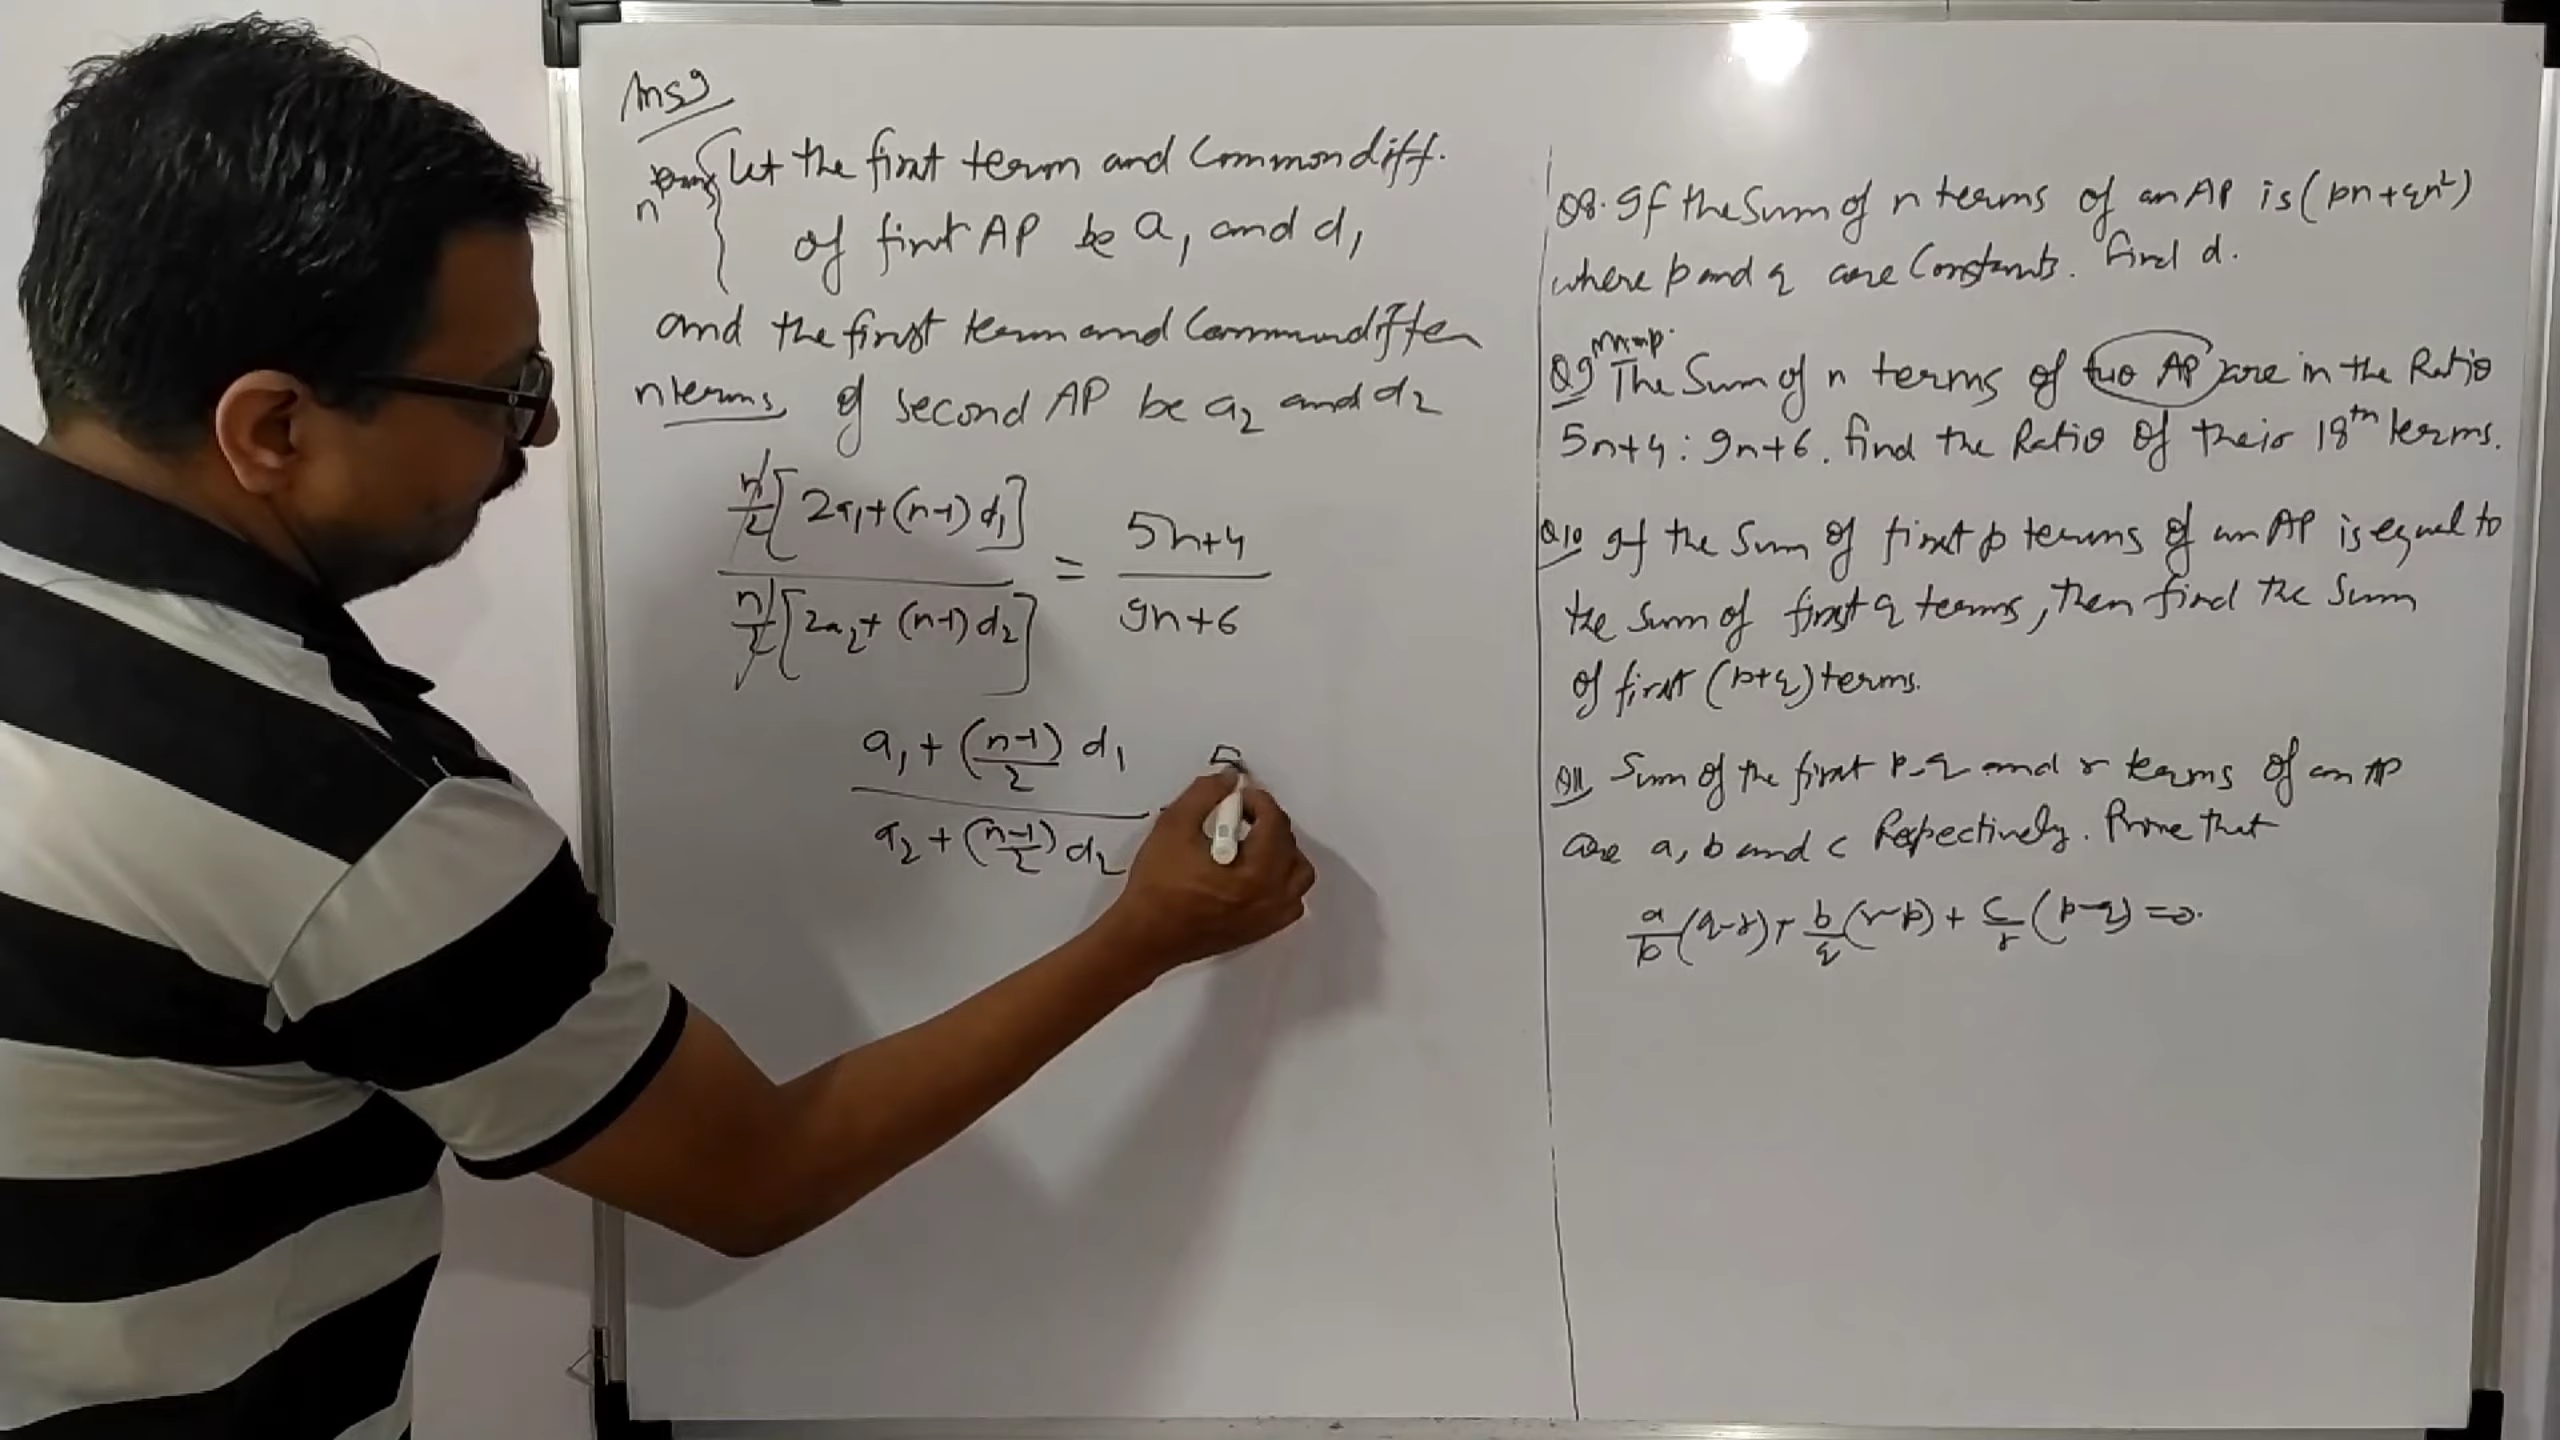 Ans9
n terms
Let the first term and Common diff.
of first AP be a₁ and d₁
and the first term and Common differ
n terms of second AP be a₂ and d₂
n/2[2a₁+(n-1)d₁] / n/2[2a₂+(n-1)d₂] = 5n+4 / 9n+6
a₁+(n-1/2)d₁ / a₂+(n-1/2)d₂ 5
Q8. If the Sum of n terms of an AP is (pn+qn²)
where p and q are Constants. Find d.
Q9 The Sum of n terms of two AP are in the Ratio
5n+4 : 9n+6. find the Ratio of their 18th terms.
Q10 If the Sum of first p terms of an AP is equal to
the Sum of first q terms, then find the Sum
of first (p+q) terms.
Q11 Sum of the first p, q and r terms of an AP
are a, b and c Respectively. Prove that
a/p(q-r)+b/q(r-p)+c/r(p-q)=0.